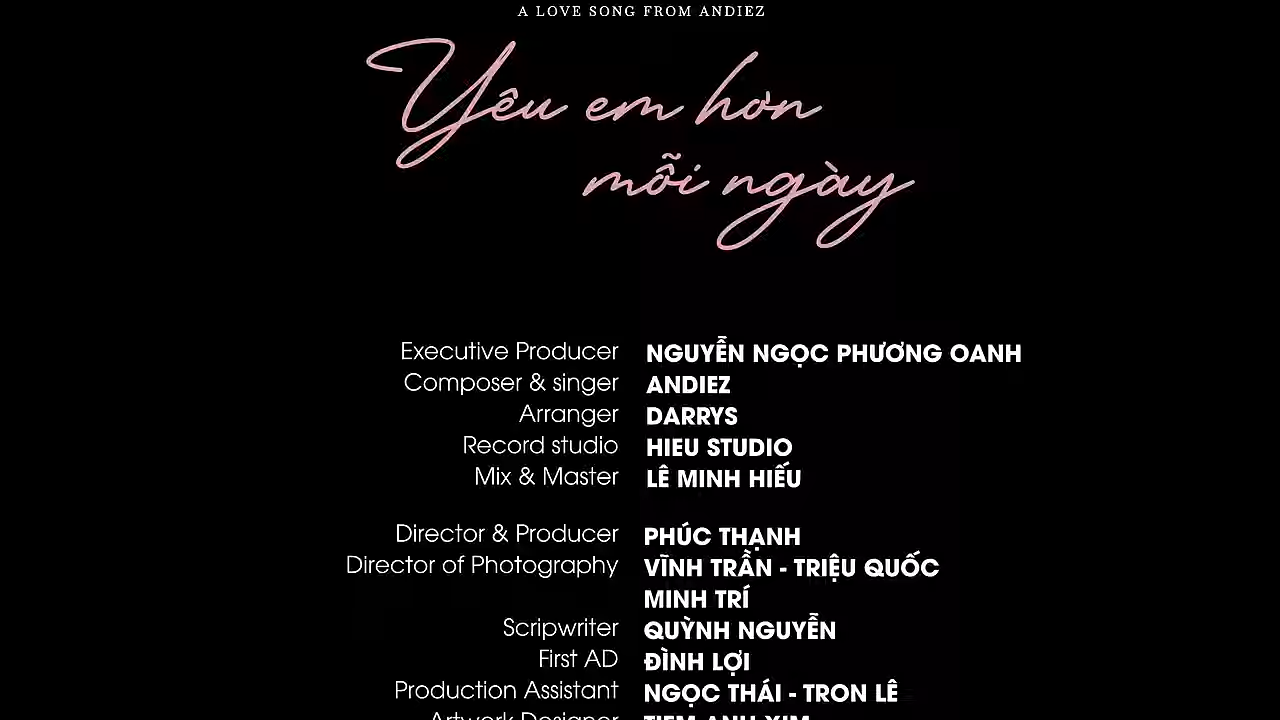 A LOVE SONG FROM ANDIEZ
Yêu em hơn
mỗi ngày
Executive Producer NGUYỄN NGỌC PHƯƠNG OANH
Composer & singer ANDIEZ
Arranger DARRYS
Record studio HIEU STUDIO
Mix & Master LÊ MINH HIẾU
Director & Producer PHÚC THẠNH
Director of Photography VĨNH TRẦN - TRIỆU QUỐC
MINH TRÍ
Scripwriter QUỲNH NGUYỄN
First AD ĐÌNH LỢI
Production Assistant NGỌC THÁI - TRON LÊ
Artwork Designer